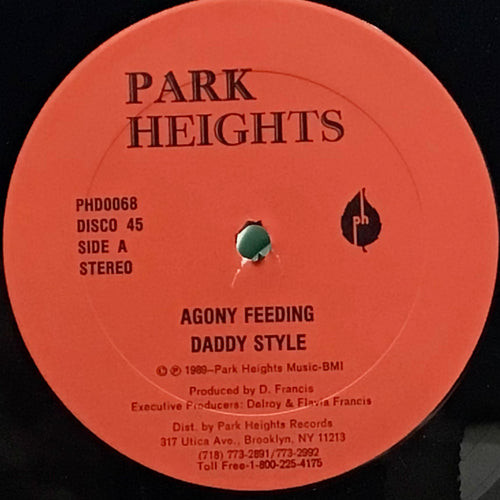 PARK
HEIGHTS
PHD0068
DISCO 45
SIDE A
STEREO
ph
AGONY FEEDING
DADDY STYLE
© ℗ 1989–Park Heights Music-BMI
Produced by D. Francis
Executive Producers: Delroy & Flavia Francis
Dist. by Park Heights Records
317 Utica Ave., Brooklyn, NY 11213
(718) 773-2891/773-2992
Toll Free-1-800-225-4175